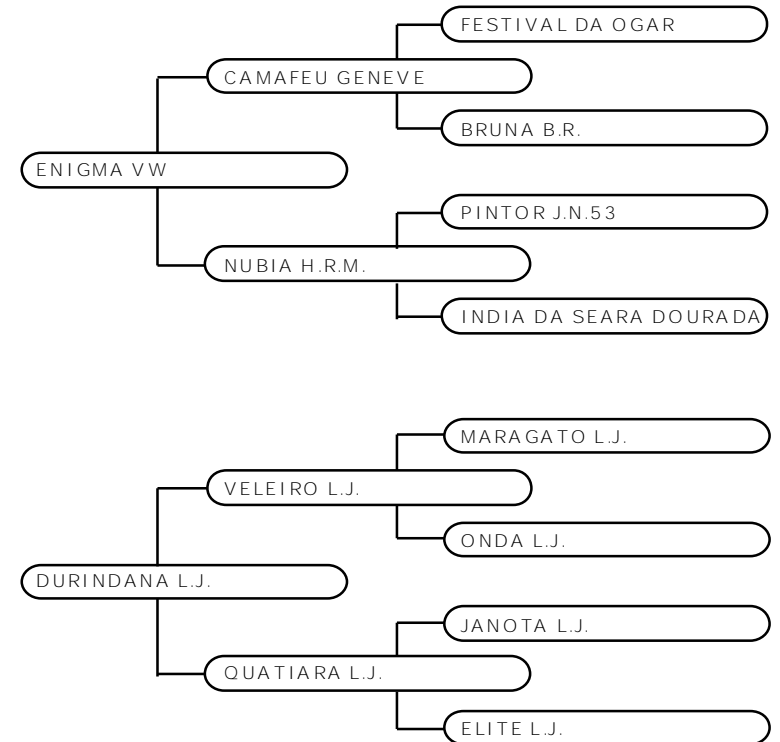 FESTIVAL DA OGAR
CAMAFEU GENEVE
BRUNA B.R.
ENIGMA VW
PINTOR J.N.53
NUBIA H.R.M.
INDIA DA SEARA DOURADA
MARAGATO L.J.
VELEIRO L.J.
ONDA L.J.
DURINDANA L.J.
JANOTA L.J.
QUATIARA L.J.
ELITE L.J.